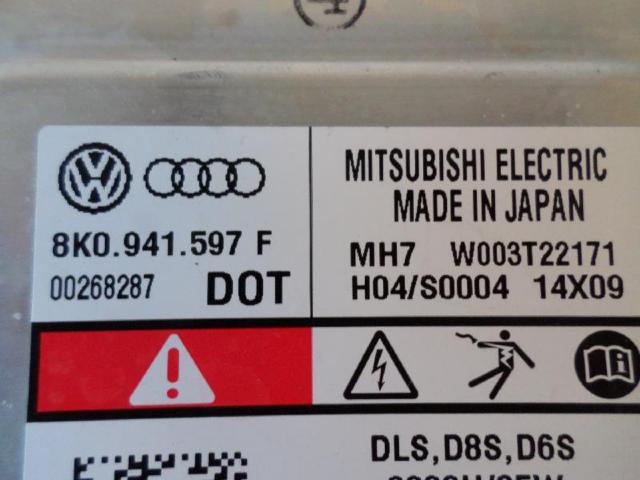 MITSUBISHI ELECTRIC
MADE IN JAPAN
8K0.941.597 F
MH7 W003T22171
00268287 DOT
H04/S0004 14X09
DLS,D8S,D6S